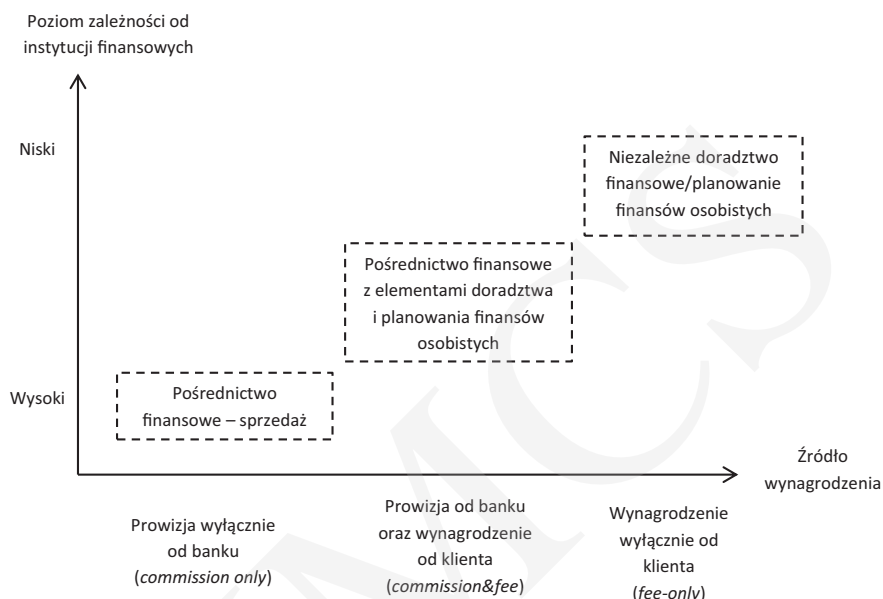 Poziom zależności od
instytucji finansowych
Niski
Niezależne doradztwo
finansowe/planowanie
finansów osobistych
Pośrednictwo finansowe
z elementami doradztwa
i planowania finansów
osobistych
Wysoki
Pośrednictwo
finansowe – sprzedaż
Źródło
wynagrodzenia
Prowizja wyłącznie
od banku
(commission only)
Prowizja od banku
oraz wynagrodzenie
od klienta
(commission&fee)
Wynagrodzenie
wyłącznie od
klienta
(fee-only)